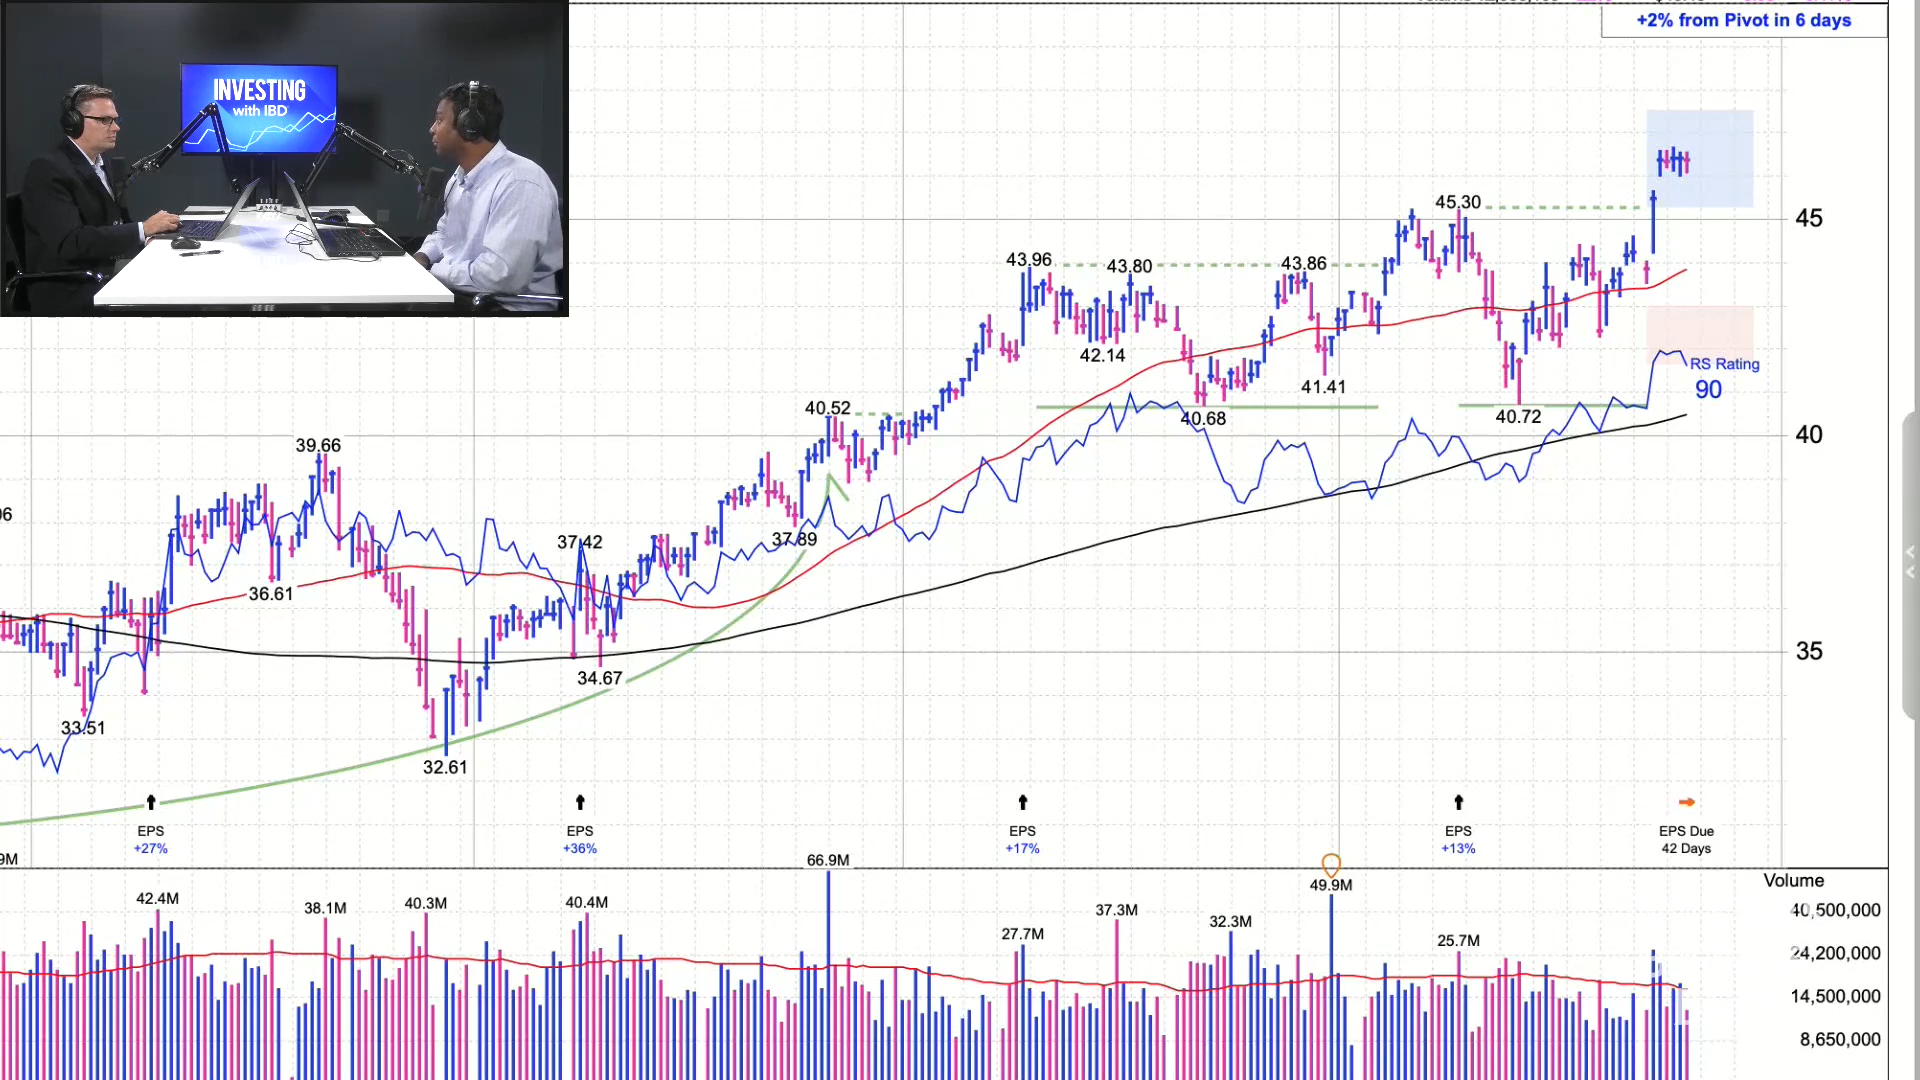 +2% from Pivot in 6 days
INVESTING
with IBD
45.30
45
43.96
43.80
43.86
42.14
41.41
RS Rating
90
40.52
40.68
40.72
40
39.66
37.42
37.89
36.61
35
34.67
33.51
32.61
EPS
+27%
EPS
+36%
EPS
+17%
EPS
+13%
EPS Due
42 Days
66.9M
Volume
42.4M
38.1M
40.3M
40.4M
27.7M
37.3M
32.3M
49.9M
25.7M
40,500,000
24,200,000
14,500,000
8,650,000